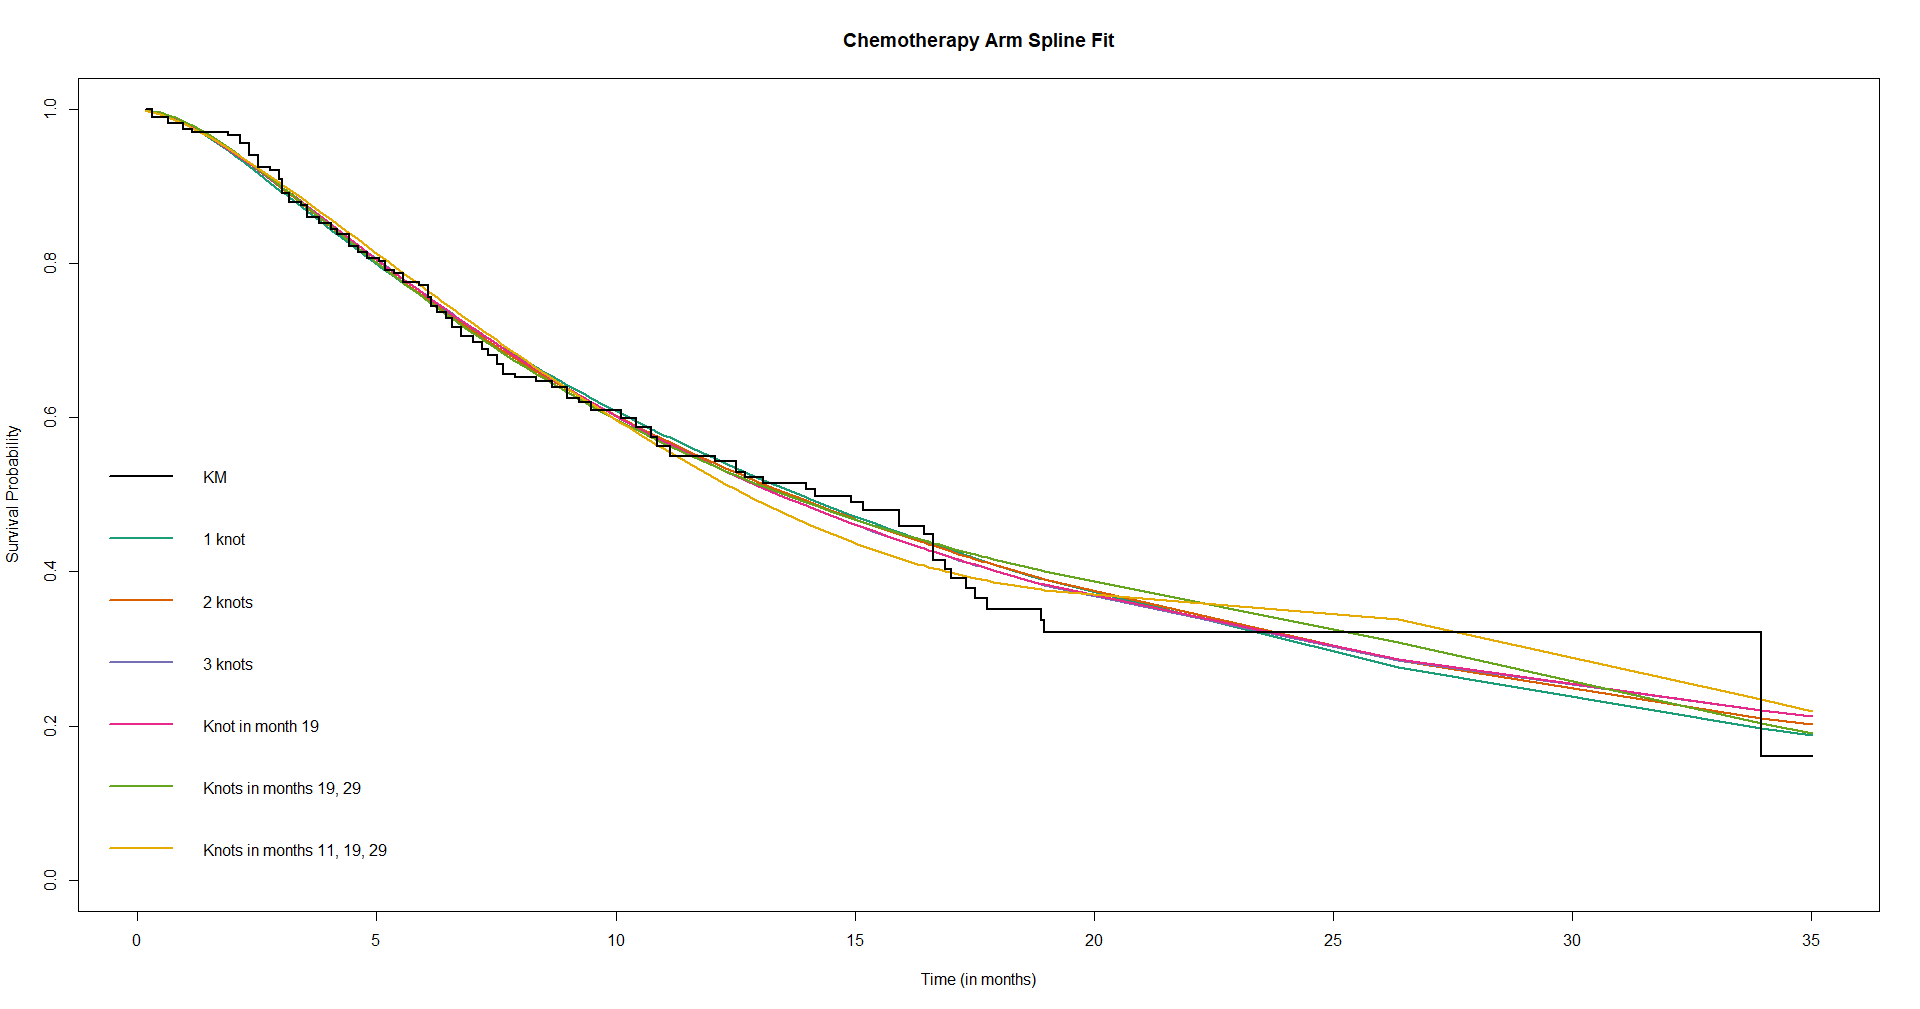 Chemotherapy Arm Spline Fit
Survival Probability
1.0
0.8
0.6
0.4
0.2
0.0
KM
1 knot
2 knots
3 knots
Knot in month 19
Knots in months 19, 29
Knots in months 11, 19, 29
0 5 10 15 20 25 30 35
Time (in months)